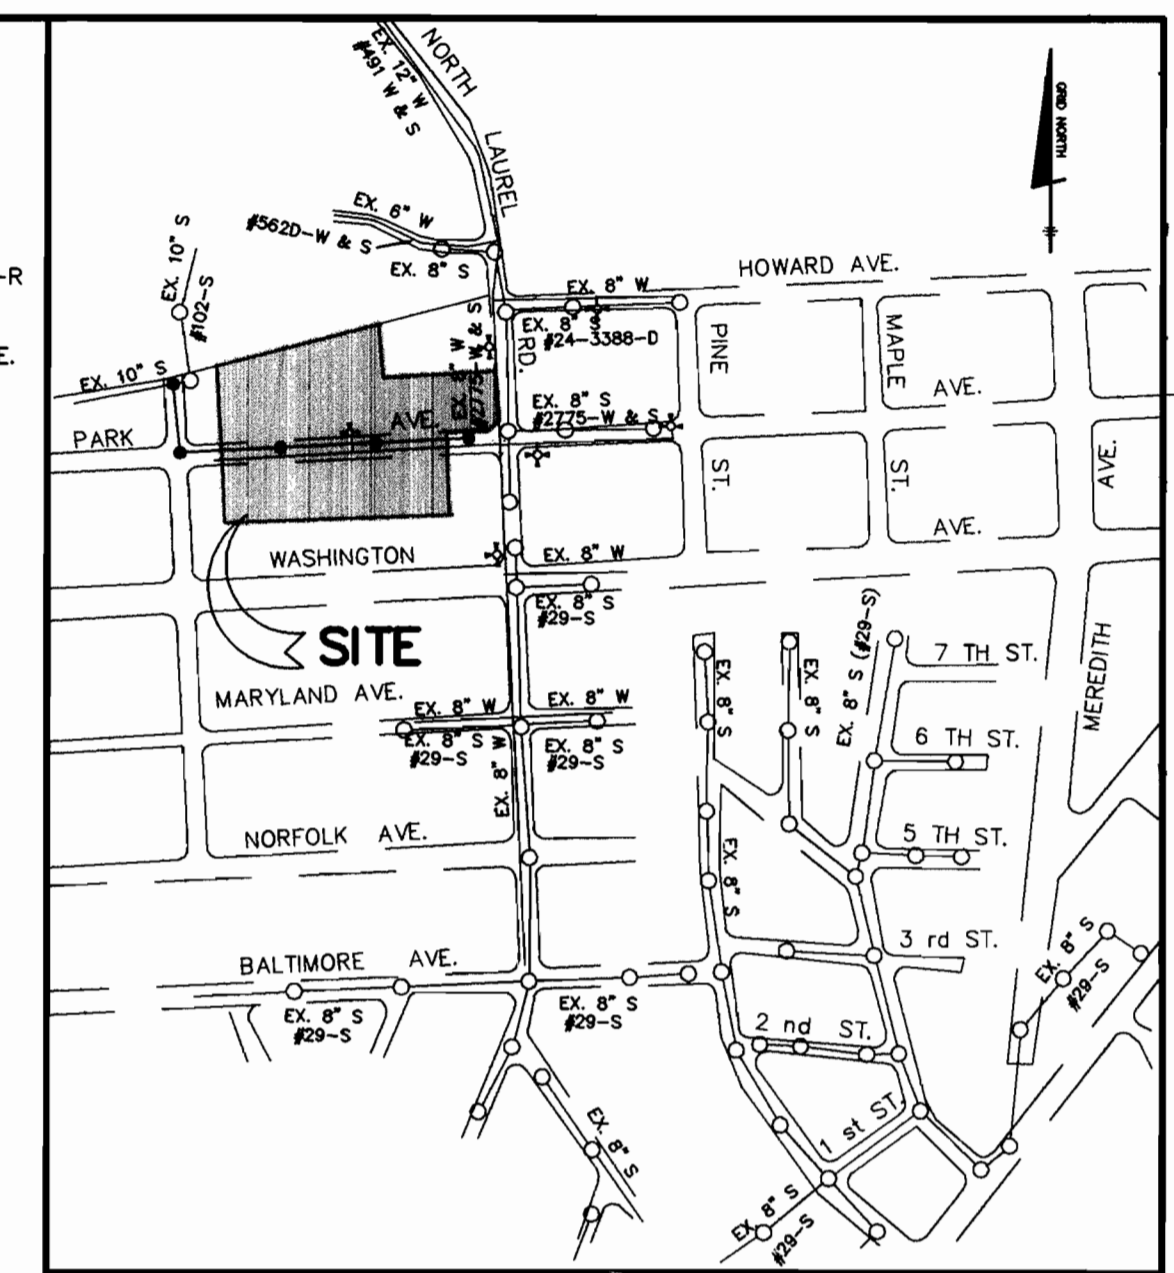 NORTH
EX. 12" W
#491 W & S
LAUREL
GRID NORTH
EX. 6" W
#562D-W & S
EX. 8" S
EX. 10" S
#102-S
HOWARD AVE.
-R
EX. 8" W
EX. 8" S
#24-3388-D
RD.
PINE
MAPLE
E.
EX. 10" S
EX. 8" W
#2775-W & S
AVE.
EX. 8" S
#2775-W & S
AVE.
PARK
ST.
ST.
AVE.
AVE.
WASHINGTON
EX. 8" W
EX. 8" S
#29-S
SITE
EX. 8" S (#29-S)
7 TH ST.
MEREDITH
MARYLAND AVE.
EX. 8" W
EX. 8" W
EX. 8" S
#29-S
EX. 8" S
#29-S
EX. 8" W
EX. 8" S
EX. 8" S
6 TH ST.
NORFOLK AVE.
5 TH ST.
EX. 8" S
3 rd ST.
EX. 8" S
#29-S
BALTIMORE AVE.
EX. 8" S
#29-S
EX. 8" S
#29-S
2 nd ST.
1 st ST.
EX. 8" S
EX. 8" S
#29-S